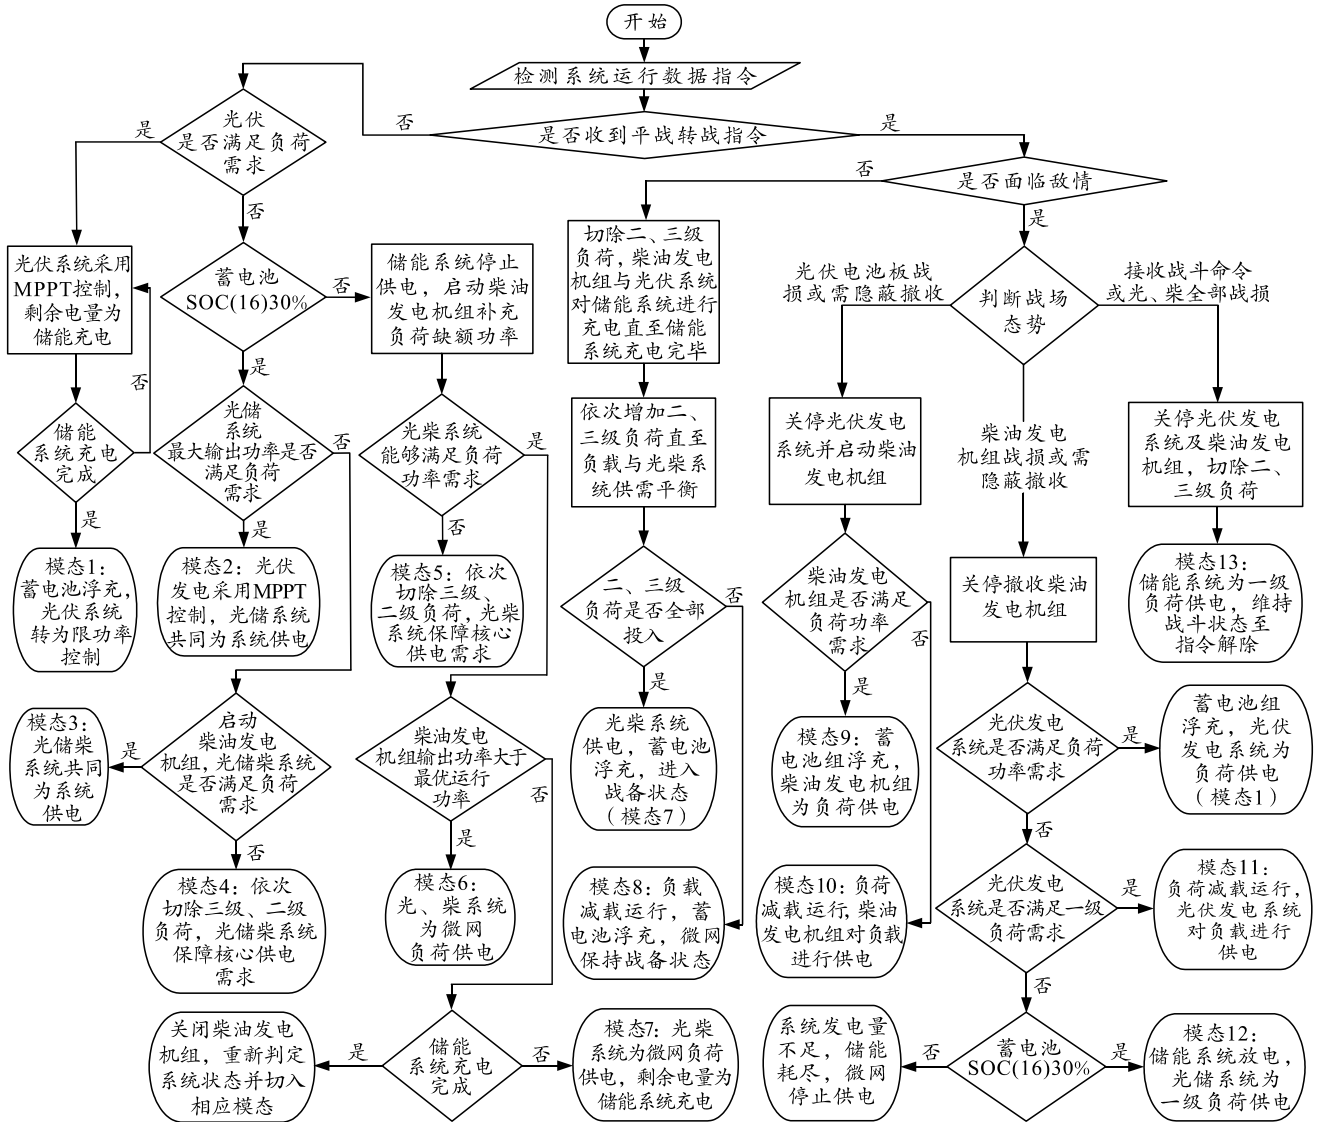 开始
检测系统运行数据指令
是否收到平战转战指令
否
是
光伏
是否满足负荷
需求
是
否
是否面临敌情
否
是
光伏系统采用
MPPT控制，
剩余电量为
储能充电
否
储能
系统充电
完成
是
模态1：
蓄电池浮充，
光伏系统
转为限功率
控制
蓄电池
SOC(16)30%
否
是
光储
系统
最大输出功率是否
满足负荷
需求
否
是
模态2：光伏
发电采用MPPT
控制，光储系统
共同为系统供电
启动
柴油发电
机组，光储柴系统
是否满足负荷
需求
是
否
模态3：
光储柴
系统共同
为系统
供电
模态4：依次
切除三级、二级
负荷，光储柴系统
保障核心供电
需求
储能系统停止
供电，启动柴油
发电机组补充
负荷缺额功率
光柴系统
能够满足负荷
功率需求
是
否
模态5：依次
切除三级、
二级负荷，光柴
系统保障核心
供电需求
柴油发电
机组输出功率大于
最优运行
功率
否
是
模态6：
光、柴系统
为微网
负荷供电
储能
系统充电
完成
是
否
关闭柴油发电
机组，重新判定
系统状态并切入
相应模态
模态7：光柴
系统为微网负荷
供电，剩余电量为
储能系统充电
切除二、三级
负荷，柴油发电
机组与光伏系统
对储能系统进行
充电直至储能
系统充电完毕
依次增加二、
三级负荷直至
负载与光柴系
统供需平衡
二、三级
负荷是否全部
投入
否
是
光柴系统
供电，蓄电池
浮充，进入
战备状态
（模态7）
模态8：负载
减载运行，蓄
电池浮充，微网
保持战备状态
判断战场
态势
光伏电池板战
损或需隐蔽撤收
接收战斗命令
或光、柴全部战损
柴油发电
机组战损或需
隐蔽撤收
关停光伏发电
系统并启动柴油
发电机组
柴油发电
机组是否满足
负荷功率
需求
否
是
模态9：蓄
电池组浮充，
柴油发电机组
为负荷供电
模态10：负荷
减载运行，柴油
发电机组对负载
进行供电
关停撤收柴油
发电机组
光伏发电
系统是否满足负荷
功率需求
是
否
蓄电池组
浮充，光伏
发电系统为
负荷供电
（模态1）
光伏发电
系统是否满足一级
负荷需求
是
否
模态11：
负荷减载运行，
光伏发电系统
对负载进行
供电
蓄电池
SOC(16)30%
否
是
系统发电量
不足，储能
耗尽，微网
停止供电
模态12：
储能系统放电，
光储系统为
一级负荷供电
关停光伏发电
系统及柴油发电
机组，切除二、
三级负荷
模态13：
储能系统为一级
负荷供电，维持
战斗状态至
指令解除